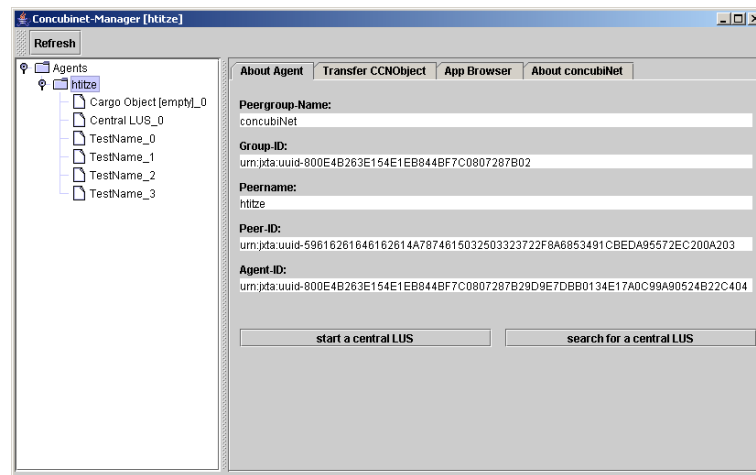 Concubinet-Manager [htitze]
Refresh
Agents
htitze
Cargo Object [empty]_0
Central LUS_0
TestName_0
TestName_1
TestName_2
TestName_3
About Agent Transfer CCNObject App Browser About concubiNet
Peergroup-Name:
concubiNet
Group-ID:
urn:jxta:uuid-800E4B263E154E1EB844BF7C0807287B02
Peername:
htitze
Peer-ID:
urn:jxta:uuid-59616261646162614A7874615032503323722F8A6853491CBEDA95572EC200A203
Agent-ID:
urn:jxta:uuid-800E4B263E154E1EB844BF7C0807287B29D9E7DBB0134E17A0C99A90524B22C404
start a central LUS search for a central LUS